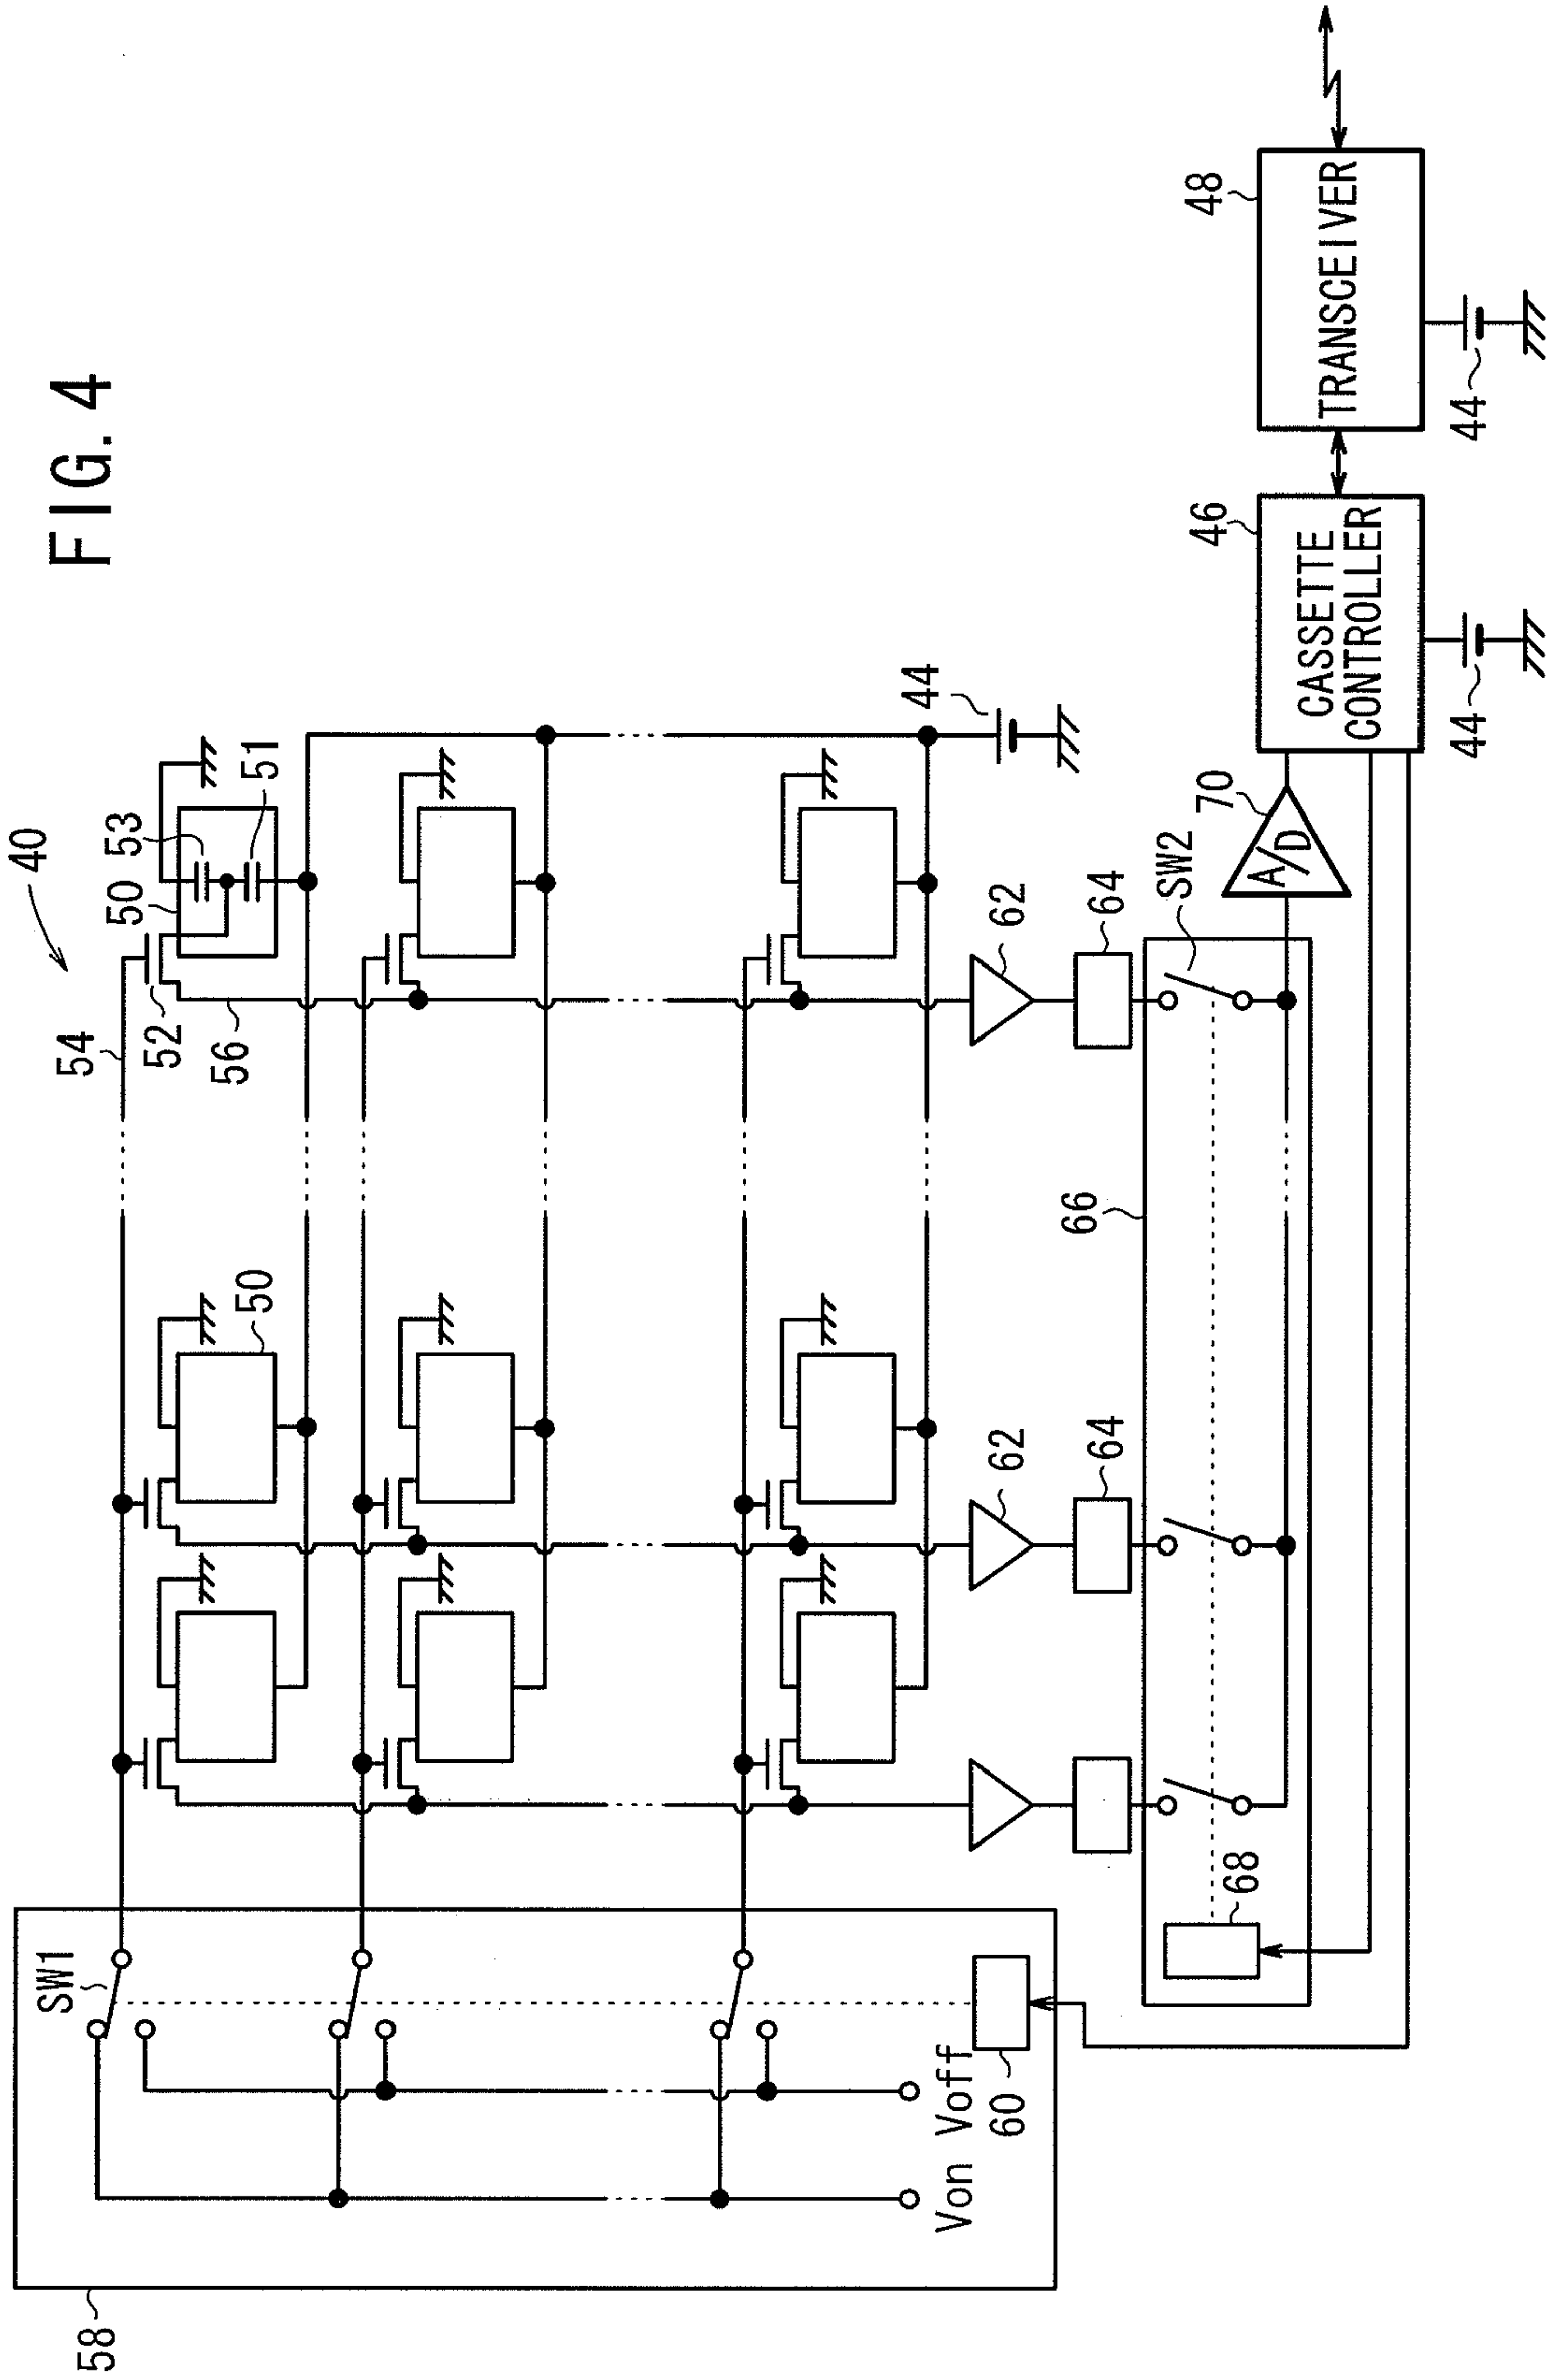 FIG. 4
40
54
52
56
50
53
51
50
44
SW1
58
Von
Voff
60
62
62
64
64
66
SW2
68
70
A/D
46
CASSETTE
CONTROLLER
44
48
TRANSCEIVER
44